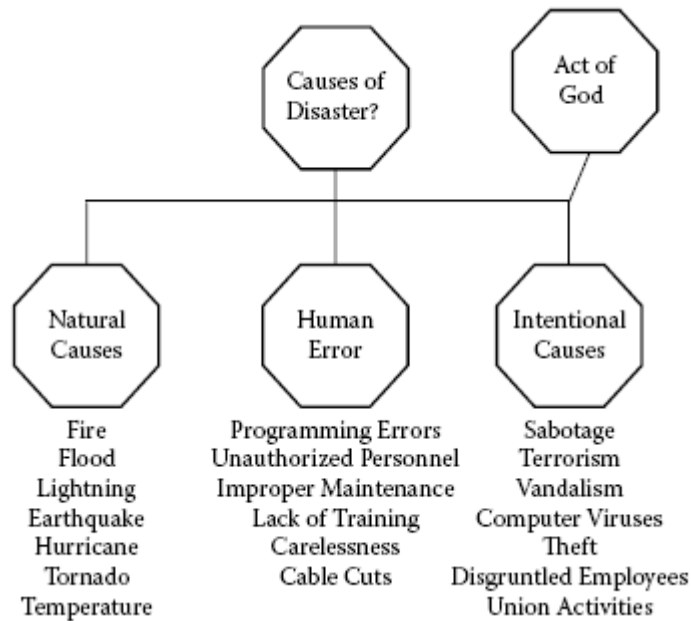 Causes of
Disaster?
Act of
God
Natural
Causes
Human
Error
Intentional
Causes
Fire
Flood
Lightning
Earthquake
Hurricane
Tornado
Temperature
Programming Errors
Unauthorized Personnel
Improper Maintenance
Lack of Training
Carelessness
Cable Cuts
Sabotage
Terrorism
Vandalism
Computer Viruses
Theft
Disgruntled Employees
Union Activities